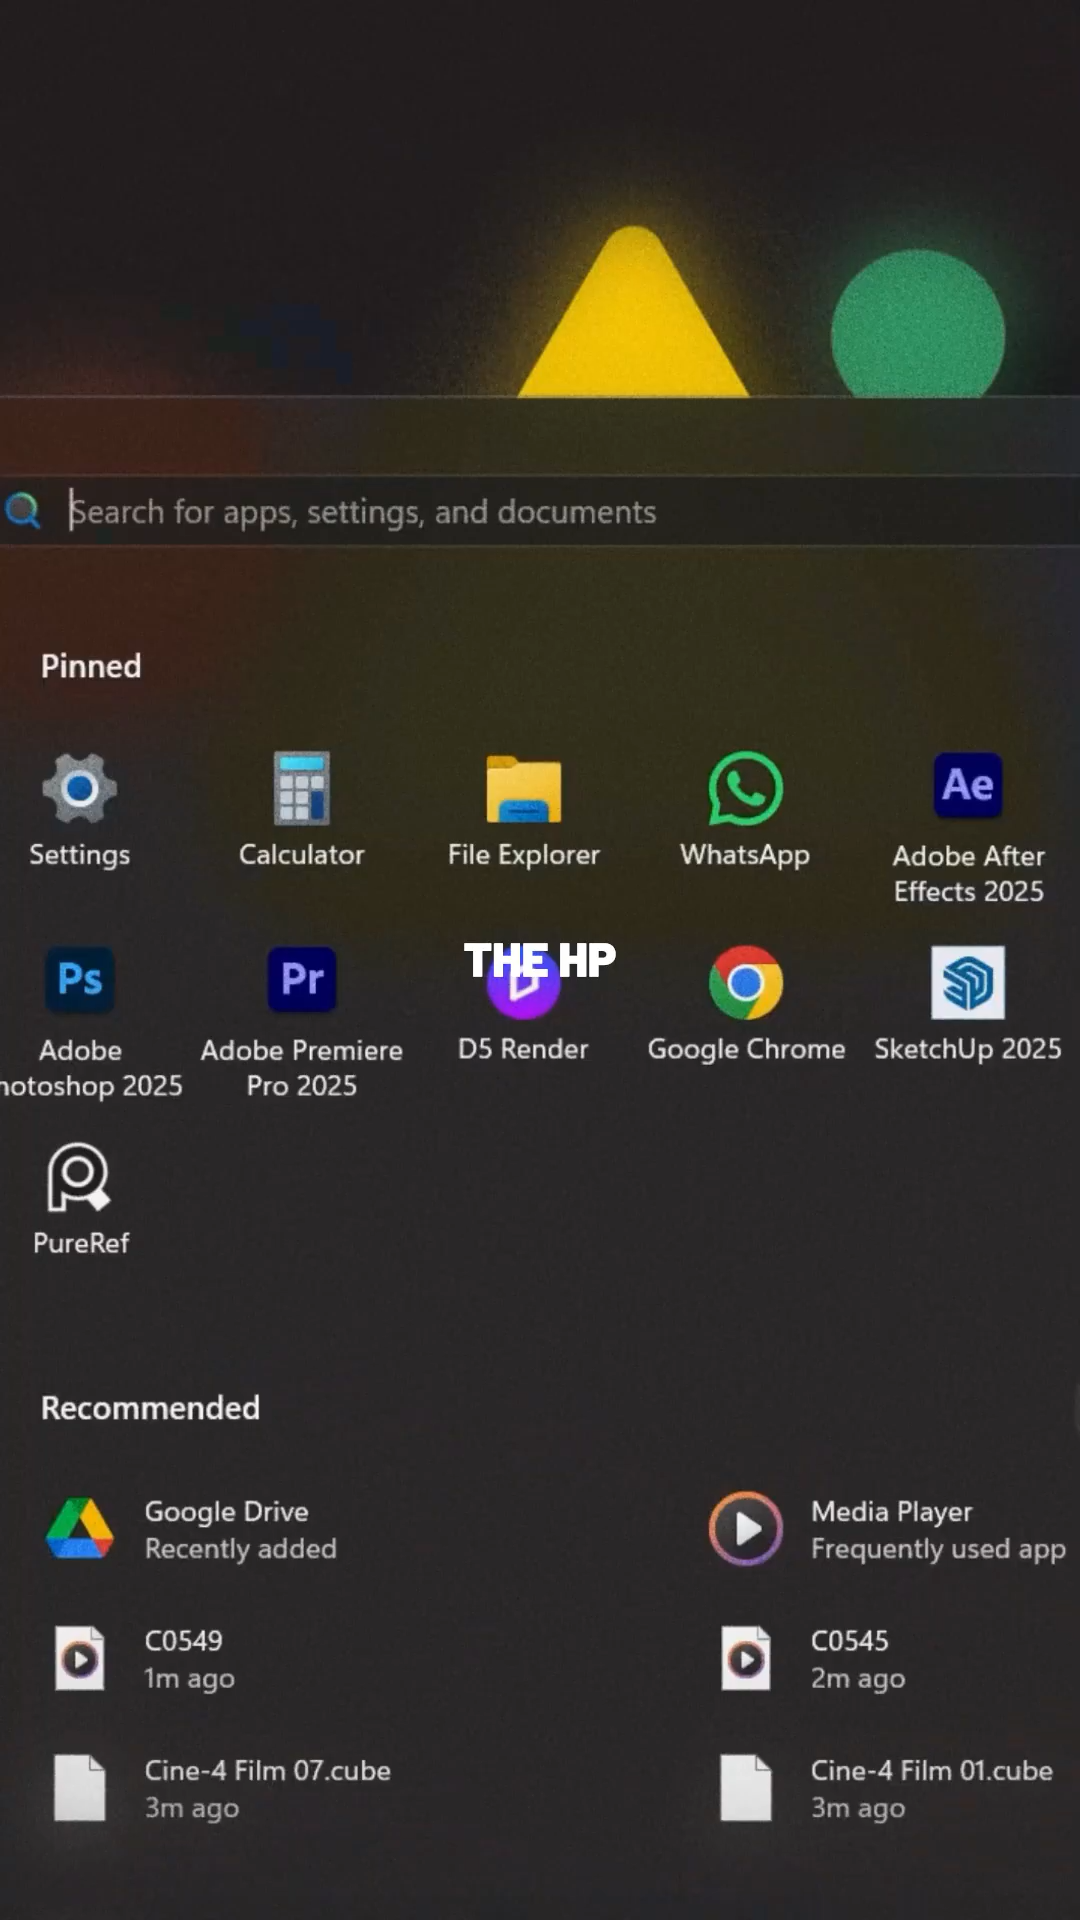 Search for apps, settings, and documents
Pinned
Settings
Calculator
File Explorer
WhatsApp
Ae
Adobe After
Effects 2025
THE HP
Ps
Adobe
hotoshop 2025
Pr
Adobe Premiere
Pro 2025
D5 Render
Google Chrome
SketchUp 2025
PureRef
Recommended
Google Drive
Recently added
Media Player
Frequently used app
C0549
1m ago
C0545
2m ago
Cine-4 Film 07.cube
3m ago
Cine-4 Film 01.cube
3m ago